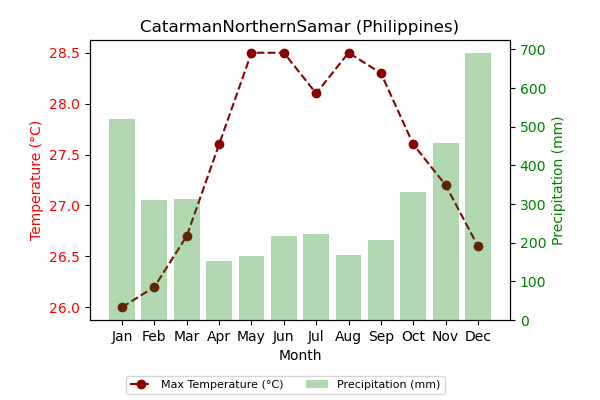 CatarmanNorthernSamar (Philippines)
28.5
28.0
27.5
27.0
26.5
26.0
Temperature (°C)
700
600
500
400
300
200
100
0
Precipitation (mm)
Jan Feb Mar Apr May Jun Jul Aug Sep Oct Nov Dec
Month
Max Temperature (°C) Precipitation (mm)